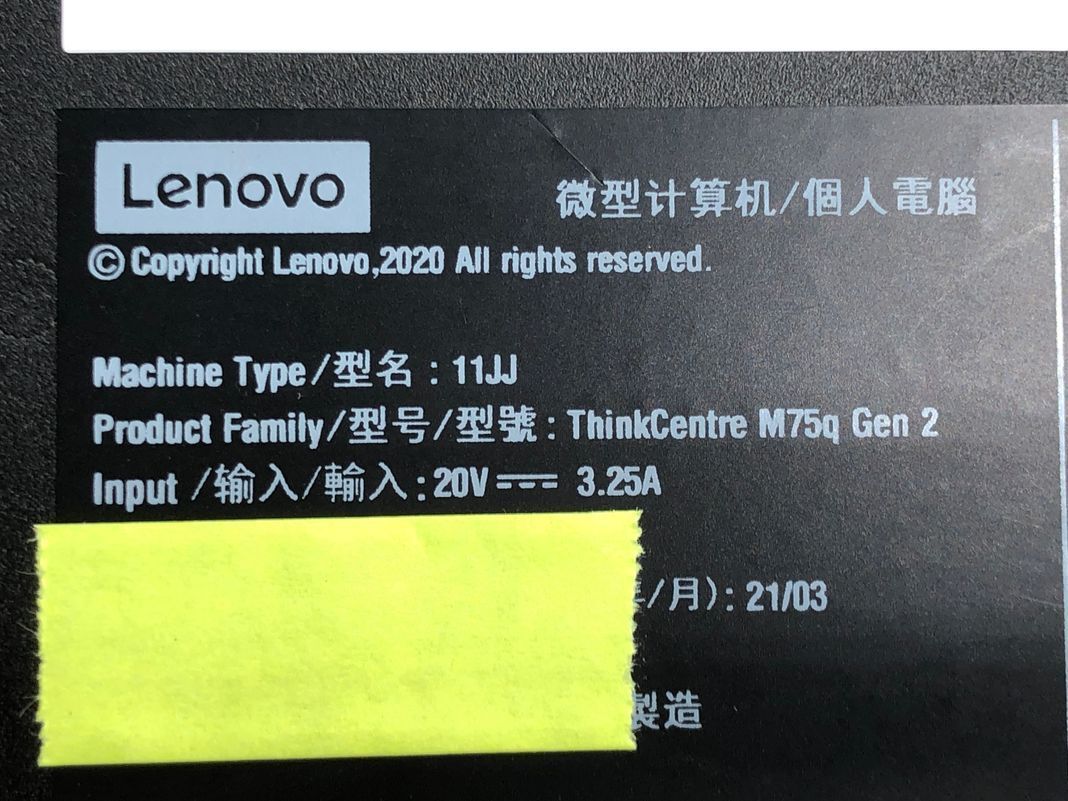 Lenovo
微型计算机/個人電腦
©Copyright Lenovo,2020 All rights reserved.
Machine Type/型名 : 11JJ
Product Family/型号/型號: ThinkCentre M75q Gen 2
Input /输入/輸入:20V⎓ 3.25A
/月): 21/03
製造